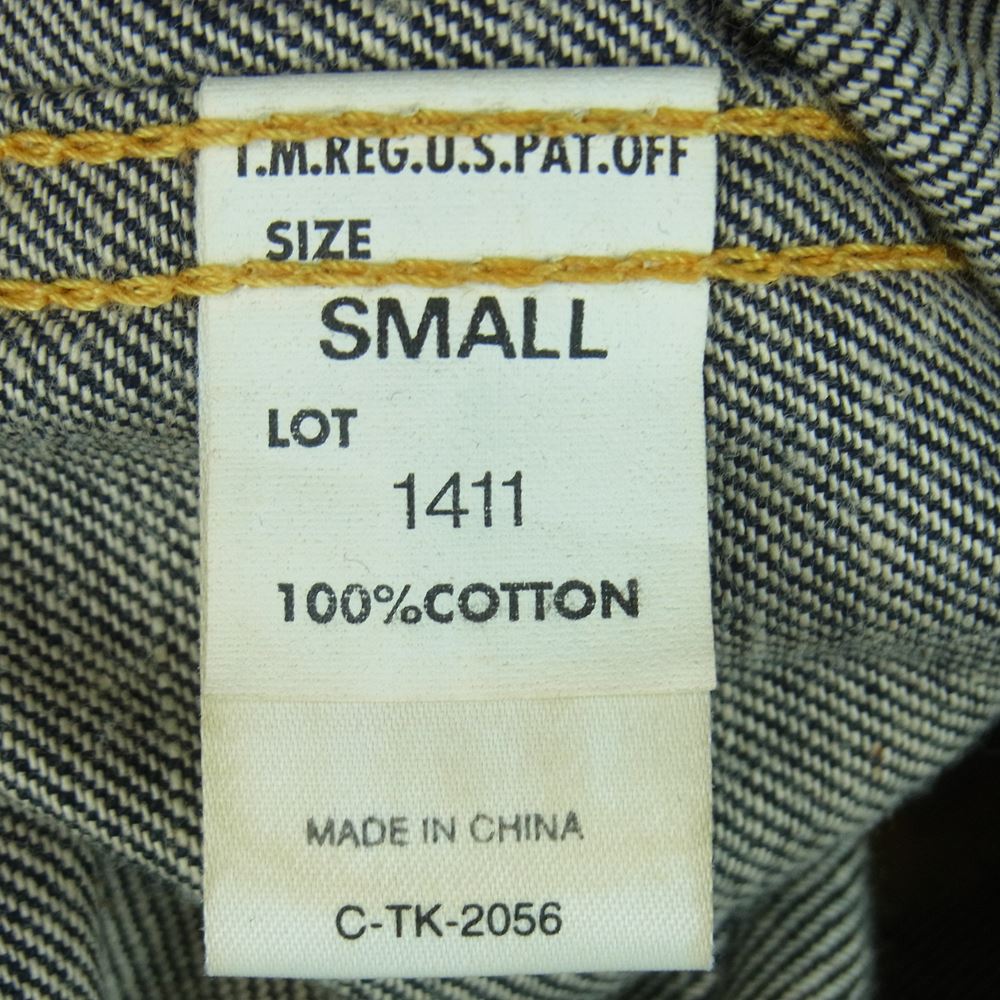 T.M.REG.U.S.PAT.OFF
SIZE
SMALL
LOT
1411
100%COTTON
MADE IN CHINA
C-TK-2056